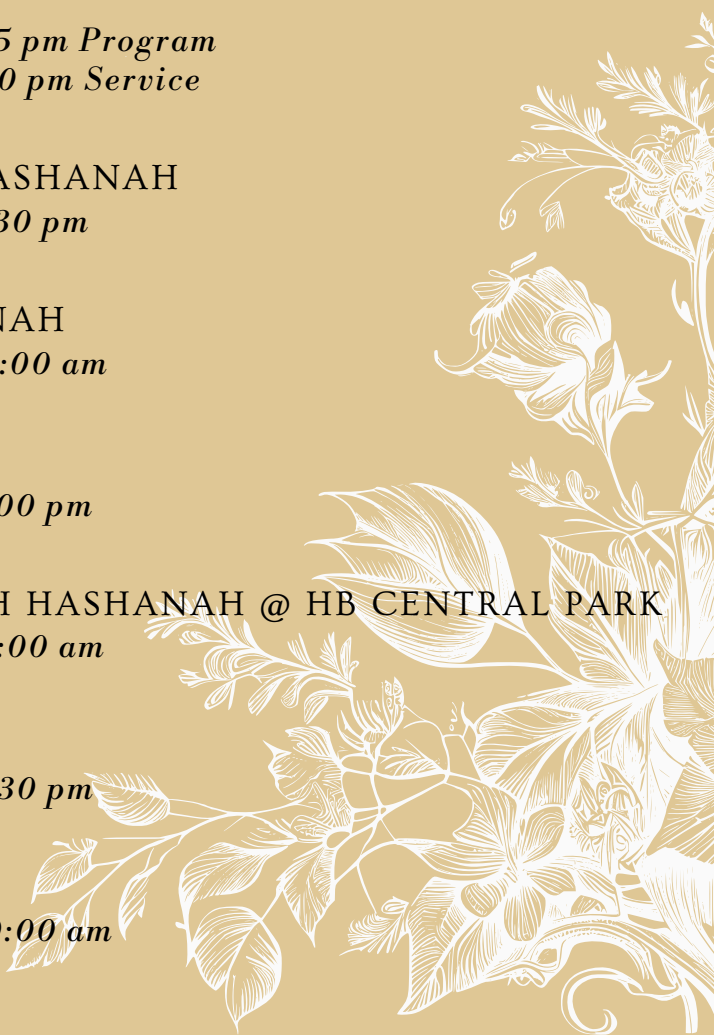 5 pm Program
0 pm Service
ASHANAH
30 pm
NAH
:00 am
00 pm
H HASHANAH @ HB CENTRAL PARK
:00 am
30 pm
0:00 am